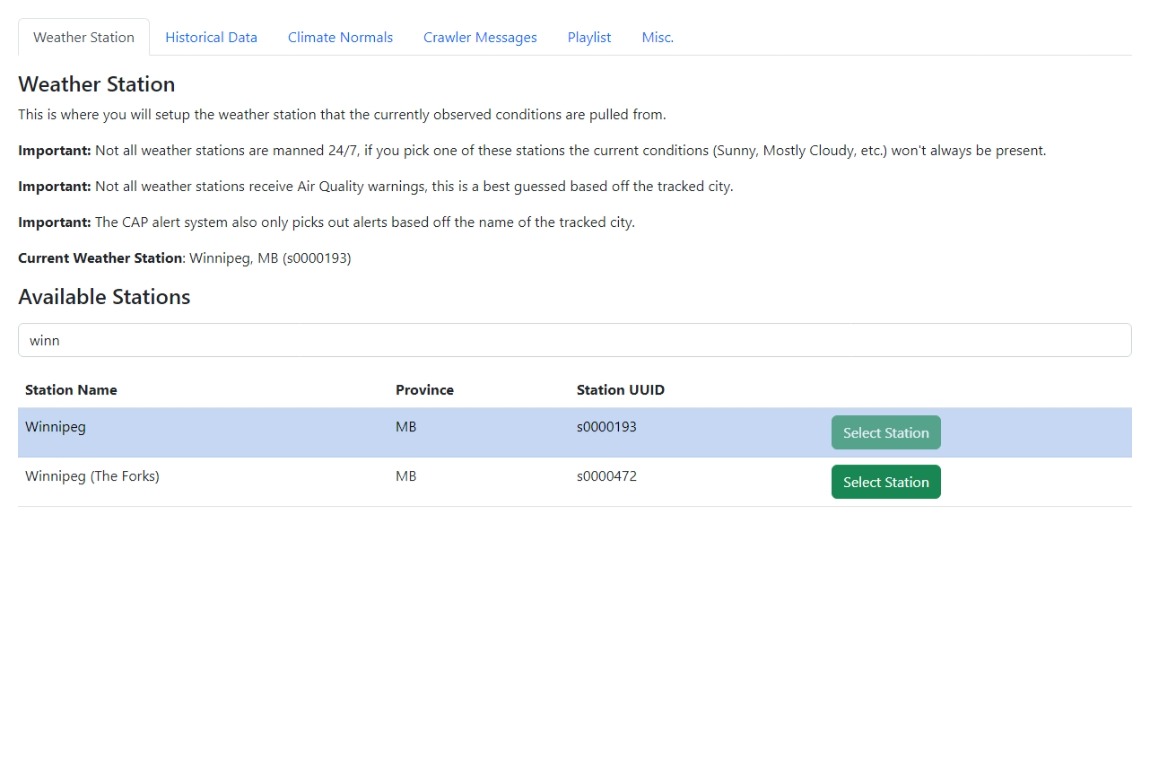 Weather Station Historical Data Climate Normals Crawler Messages Playlist Misc.
Weather Station
This is where you will setup the weather station that the currently observed conditions are pulled from.
Important: Not all weather stations are manned 24/7, if you pick one of these stations the current conditions (Sunny, Mostly Cloudy, etc.) won't always be present.
Important: Not all weather stations receive Air Quality warnings, this is a best guessed based off the tracked city.
Important: The CAP alert system also only picks out alerts based off the name of the tracked city.
Current Weather Station: Winnipeg, MB (s0000193)
Available Stations
winn
Station Name Province Station UUID
Winnipeg MB s0000193 Select Station
Winnipeg (The Forks) MB s0000472 Select Station